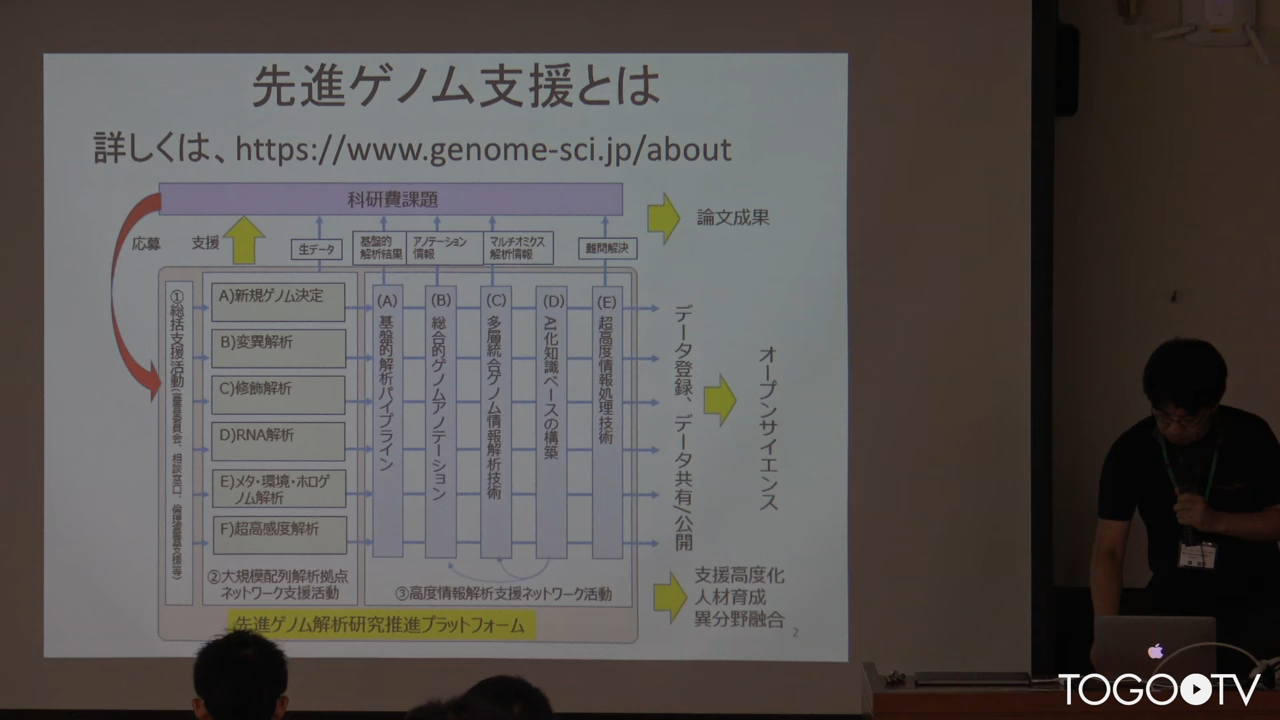 先進ゲノム支援とは
詳しくは、https://www.genome-sci.jp/about
科研費課題
論文成果
応募
支援
生データ
基盤的
解析結果
アノテーション
情報
マルチオミクス
解析情報
難問解決
①総括支援活動
A)新規ゲノム決定
B)変異解析
C)修飾解析
D)RNA解析
E)メタ・環境・ホロゲ
ノム解析
F)超高感度解析
(A)基盤的解析パイプライン
(B)総合的ゲノムアノテーション
(C)多層統合ゲノム情報解析技術
(D)AI化知識ベースの構築
(E)超高度情報処理技術
データ登録、データ共有/公開
オープンサイエンス
②大規模配列解析拠点
ネットワーク支援活動
③高度情報解析支援ネットワーク活動
支援高度化
人材育成
異分野融合
先進ゲノム解析研究推進プラットフォーム
2
TOGOTV